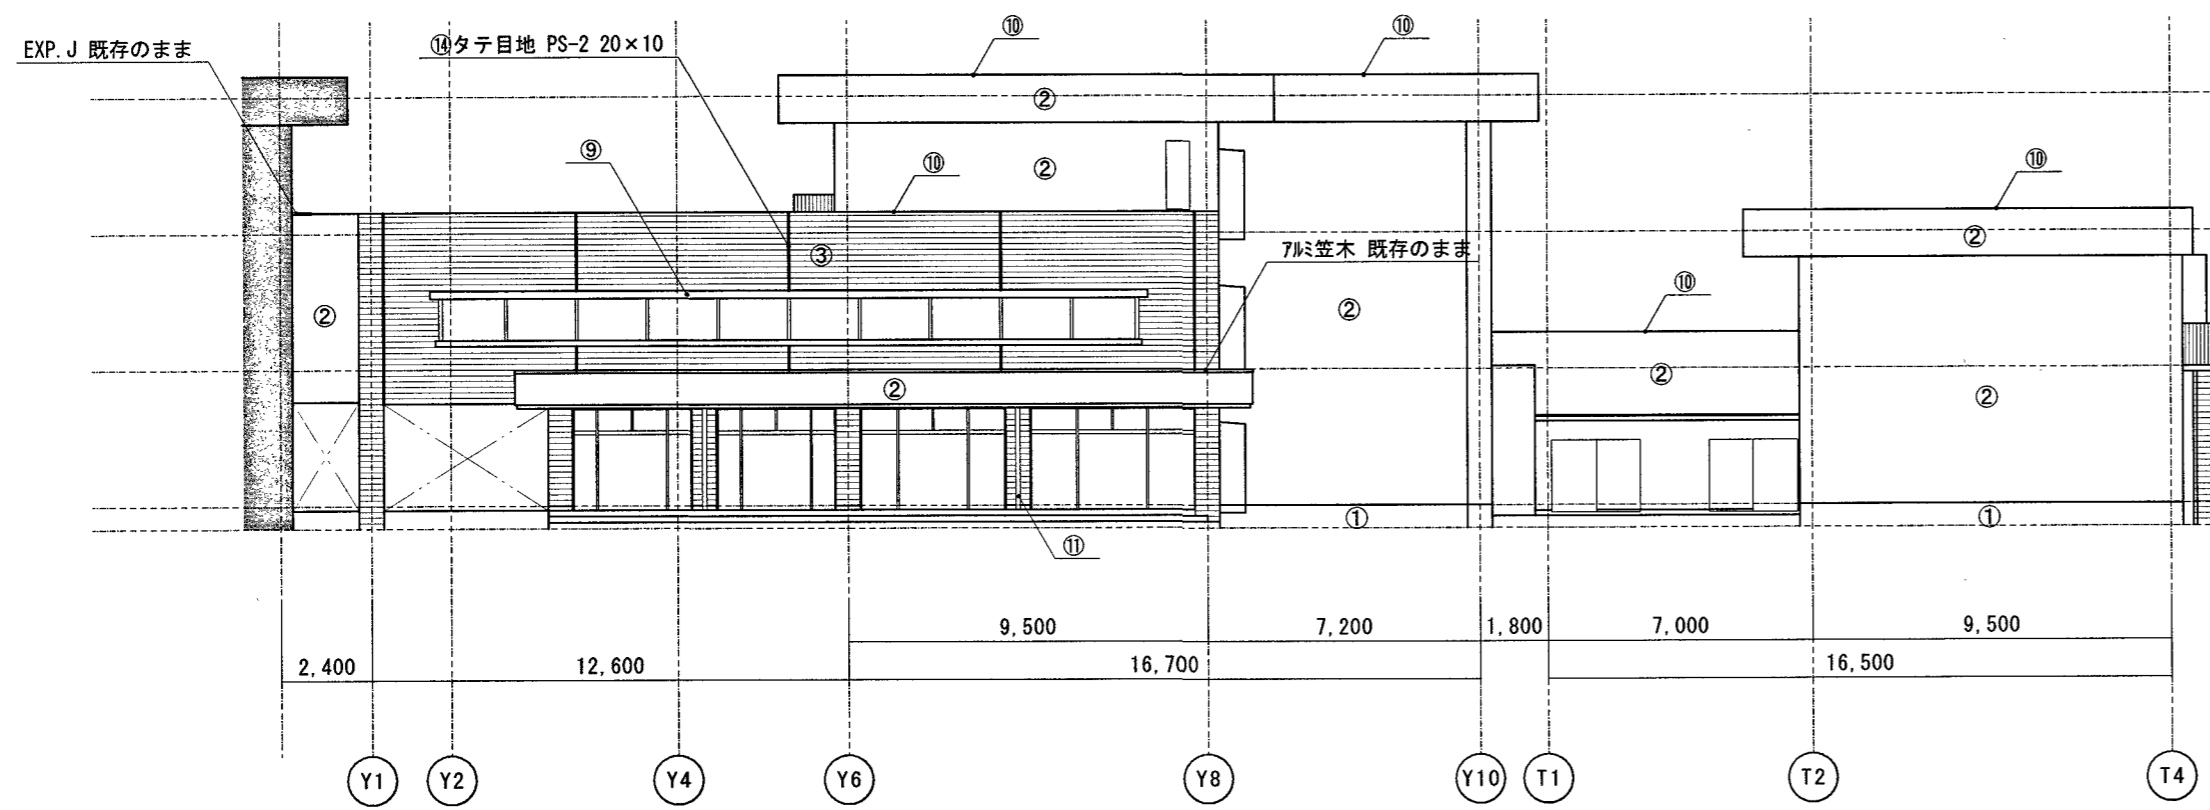 ⑩
⑩
EXP. J 既存のまま
⑭タテ目地 PS-2 20×10
②
⑨
⑩
②
⑩
②
③
ｱﾙﾐ笠木 既存のまま
②
②
⑩
②
②
②
②
①
①
⑪
9,500
7,200
1,800
7,000
9,500
2,400
12,600
16,700
16,500
Y1
Y2
Y4
Y6
Y8
Y10
T1
T2
T4